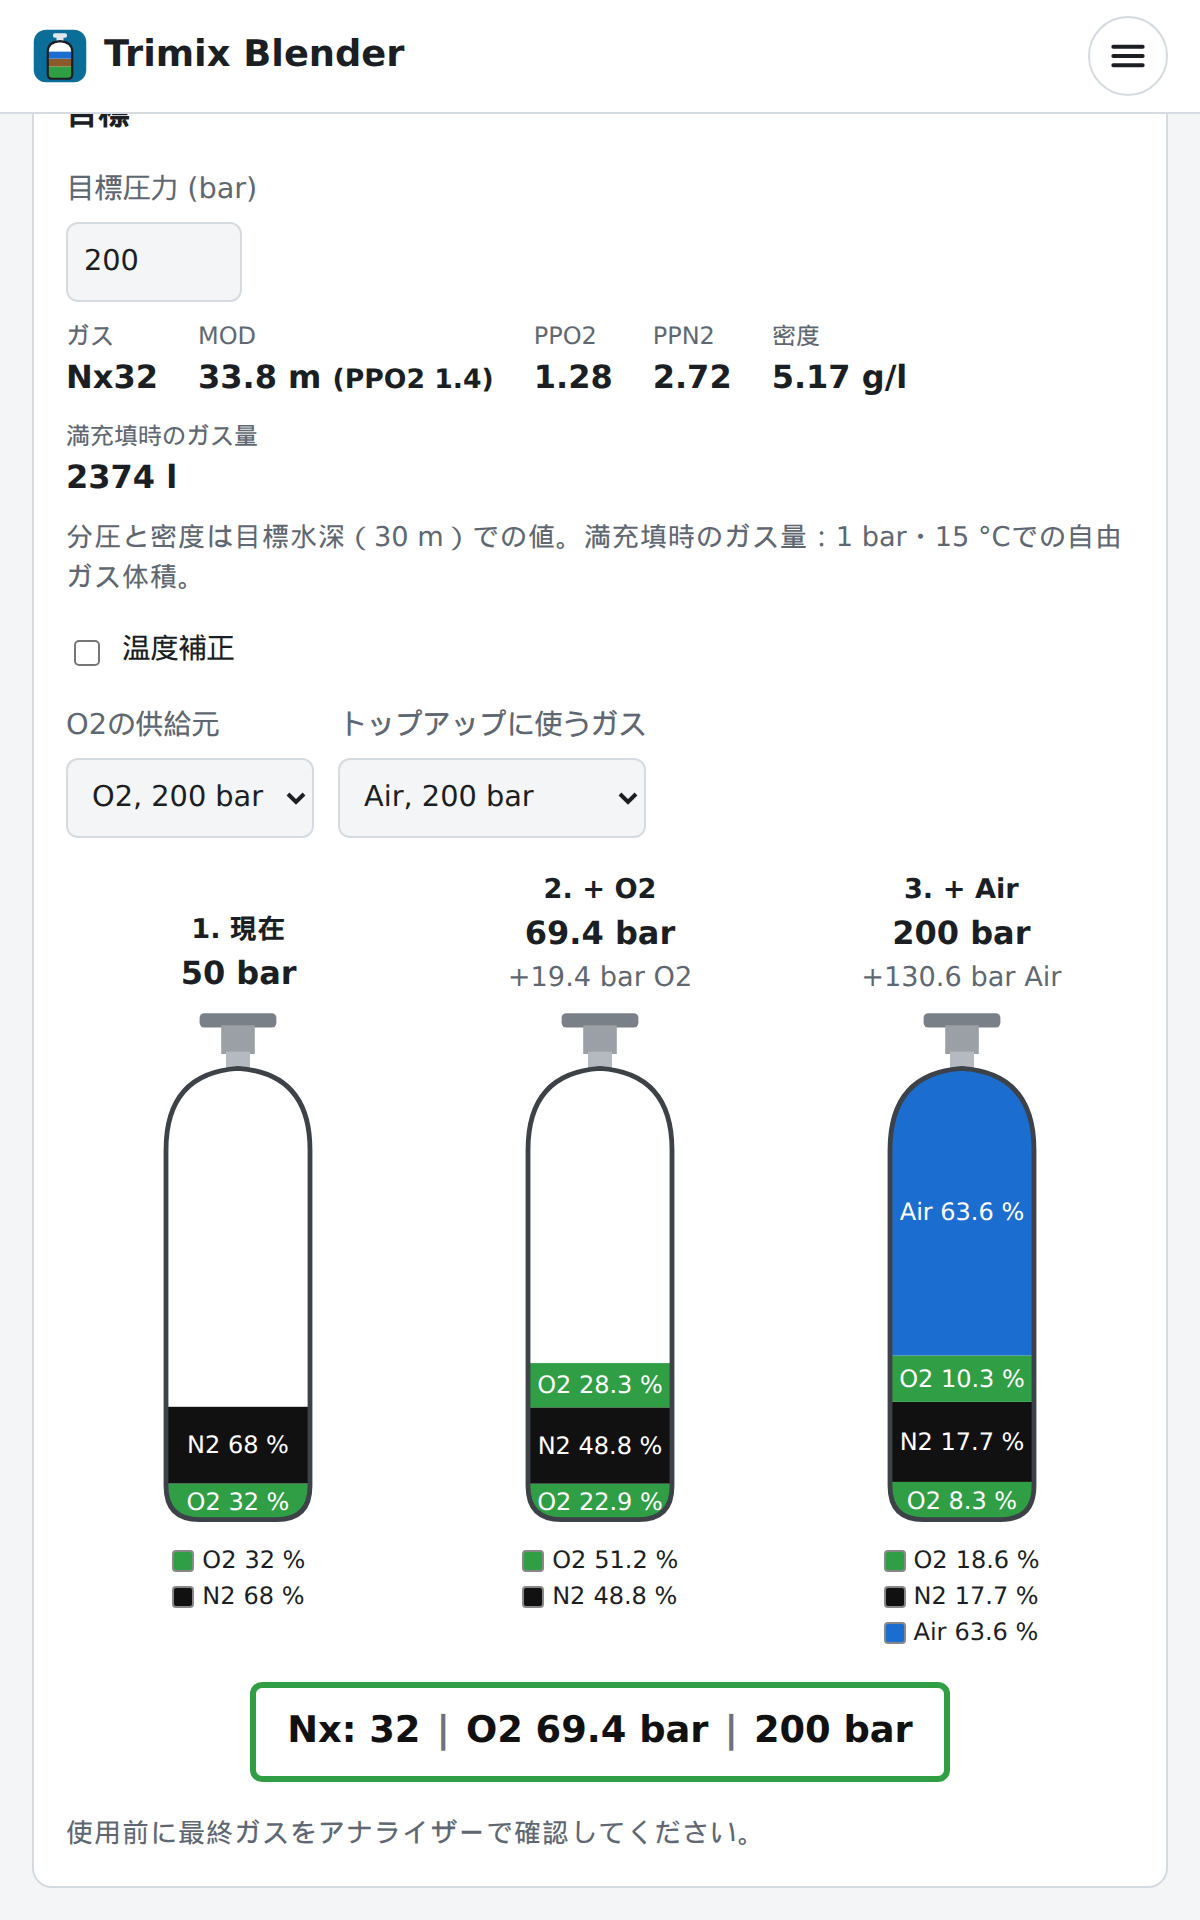 Trimix Blender
目標
目標圧力 (bar)
200
ガス MOD PPO2 PPN2 密度
Nx32 33.8 m (PPO2 1.4) 1.28 2.72 5.17 g/l
満充填時のガス量
2374 l
分圧と密度は目標水深（30 m）での値。満充填時のガス量：1 bar・15 °Cでの自由
ガス体積。
温度補正
O2の供給元 トップアップに使うガス
O2, 200 bar Air, 200 bar
1. 現在
50 bar
2. + O2
69.4 bar
+19.4 bar O2
3. + Air
200 bar
+130.6 bar Air
N2 68 %
O2 32 %
O2 28.3 %
N2 48.8 %
O2 22.9 %
Air 63.6 %
O2 10.3 %
N2 17.7 %
O2 8.3 %
O2 32 %
N2 68 %
O2 51.2 %
N2 48.8 %
O2 18.6 %
N2 17.7 %
Air 63.6 %
Nx: 32 | O2 69.4 bar | 200 bar
使用前に最終ガスをアナライザーで確認してください。